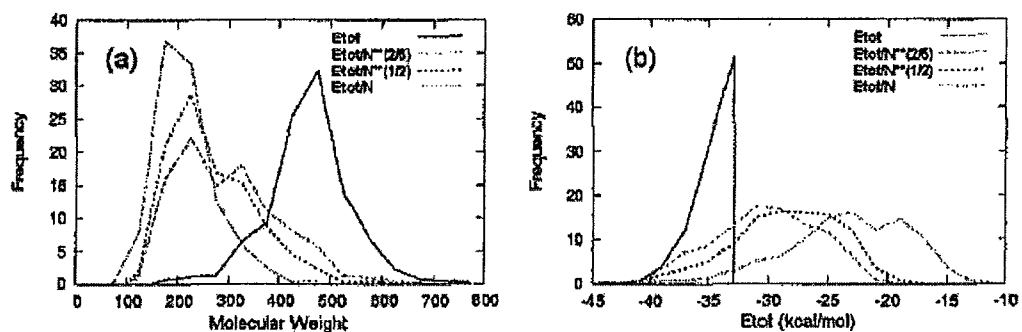 (a)
Etot
Etot/N**(2/5)
Etot/N**(1/2)
Etot/N
Frequency
40
35
30
25
20
15
10
5
0
0 100 200 300 400 500 600 700 800
Molecular Weight
(b)
Etot
Etot/N**(2/5)
Etot/N**(1/2)
Etot/N
Frequency
60
50
40
30
20
10
0
-45 -40 -35 -30 -25 -20 -15 -10
Etot (kcal/mol)